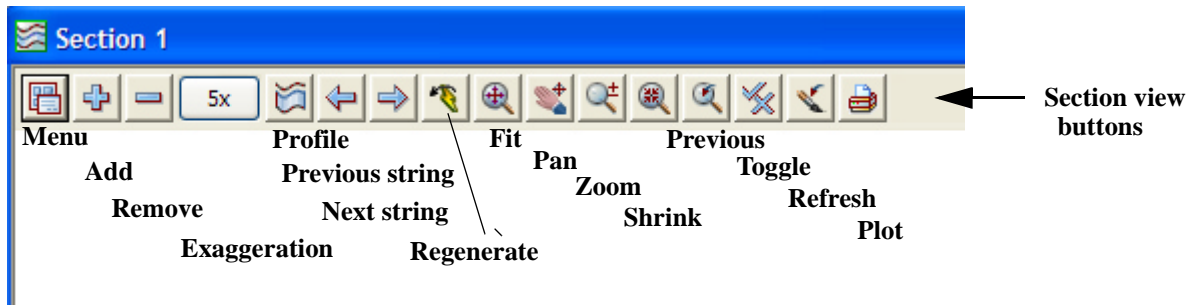 Section 1
5x
Section view
buttons
Menu
Profile
Fit
Previous
Add
Previous string
Pan
Toggle
Remove
Next string
Zoom
Refresh
Shrink
Plot
Exaggeration
Regenerate